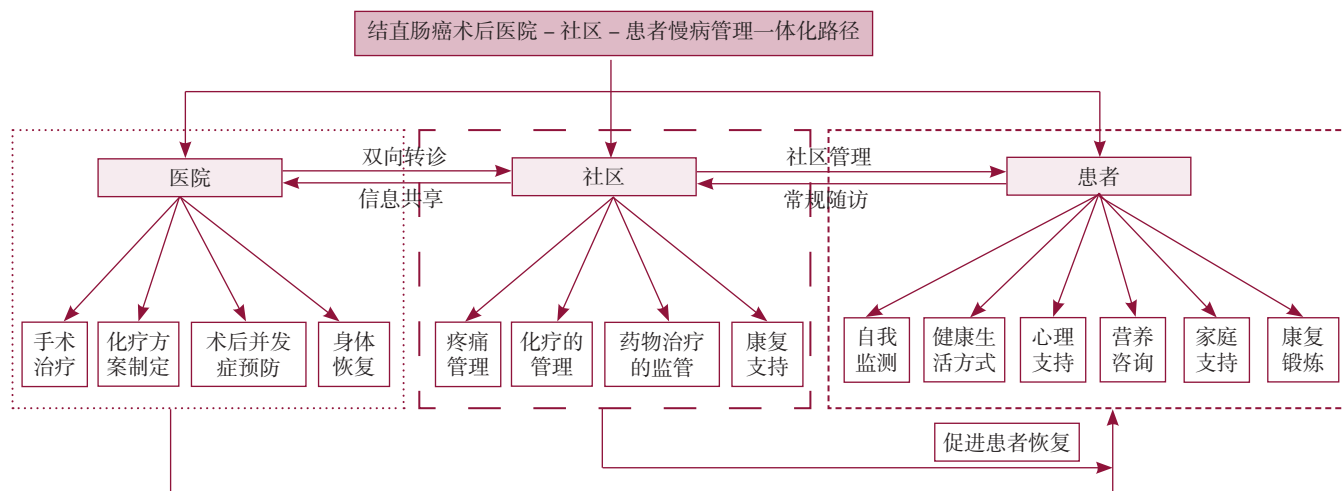 结直肠癌术后医院–社区–患者慢病管理一体化路径
双向转诊
社区管理
医院
社区
患者
信息共享
常规随访
手术
治疗
化疗方
案制定
术后并发
症预防
身体
恢复
疼痛
管理
化疗的
管理
药物治疗
的监管
康复
支持
自我
监测
健康生
活方式
心理
支持
营养
咨询
家庭
支持
康复
锻炼
促进患者恢复